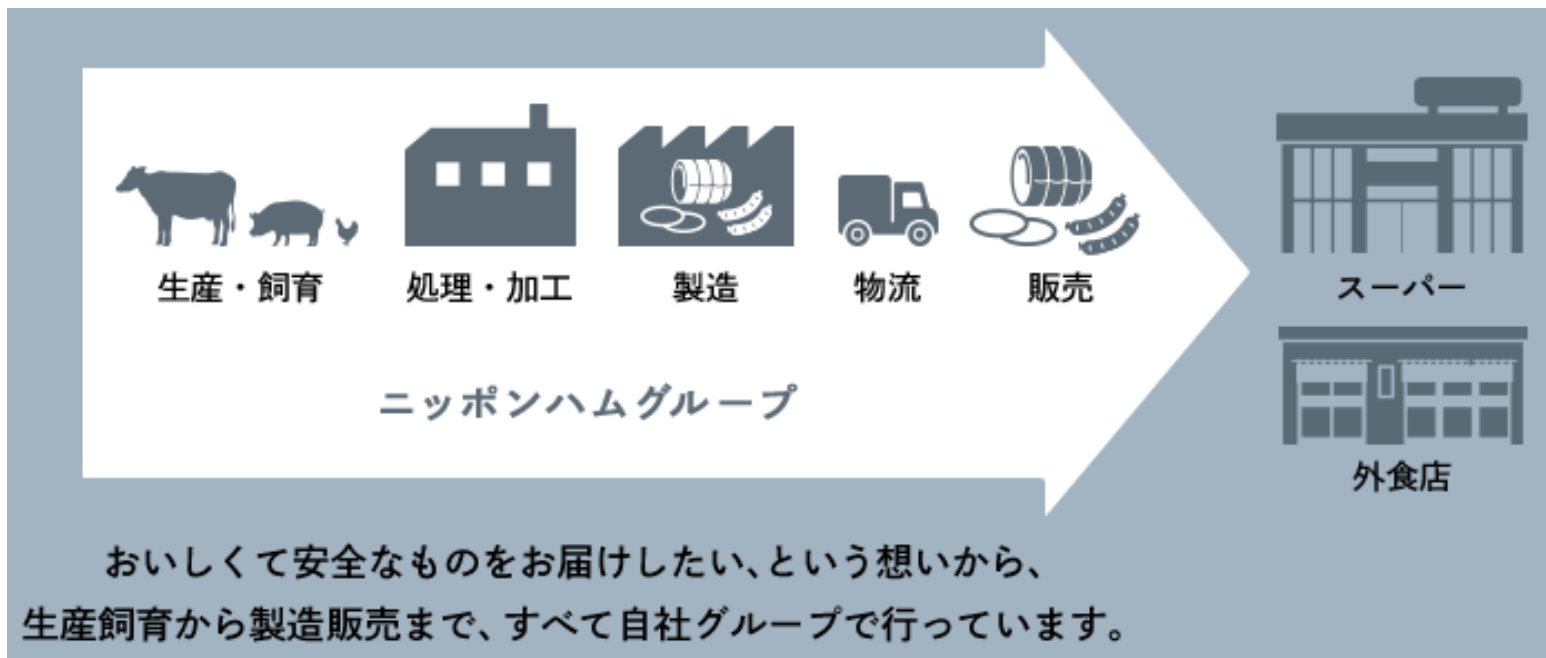 生産・飼育
処理・加工
製造
物流
販売
スーパー
ニッポンハムグループ
外食店
おいしくて安全なものをお届けしたい、という想いから、
生産飼育から製造販売まで、すべて自社グループで行っています。